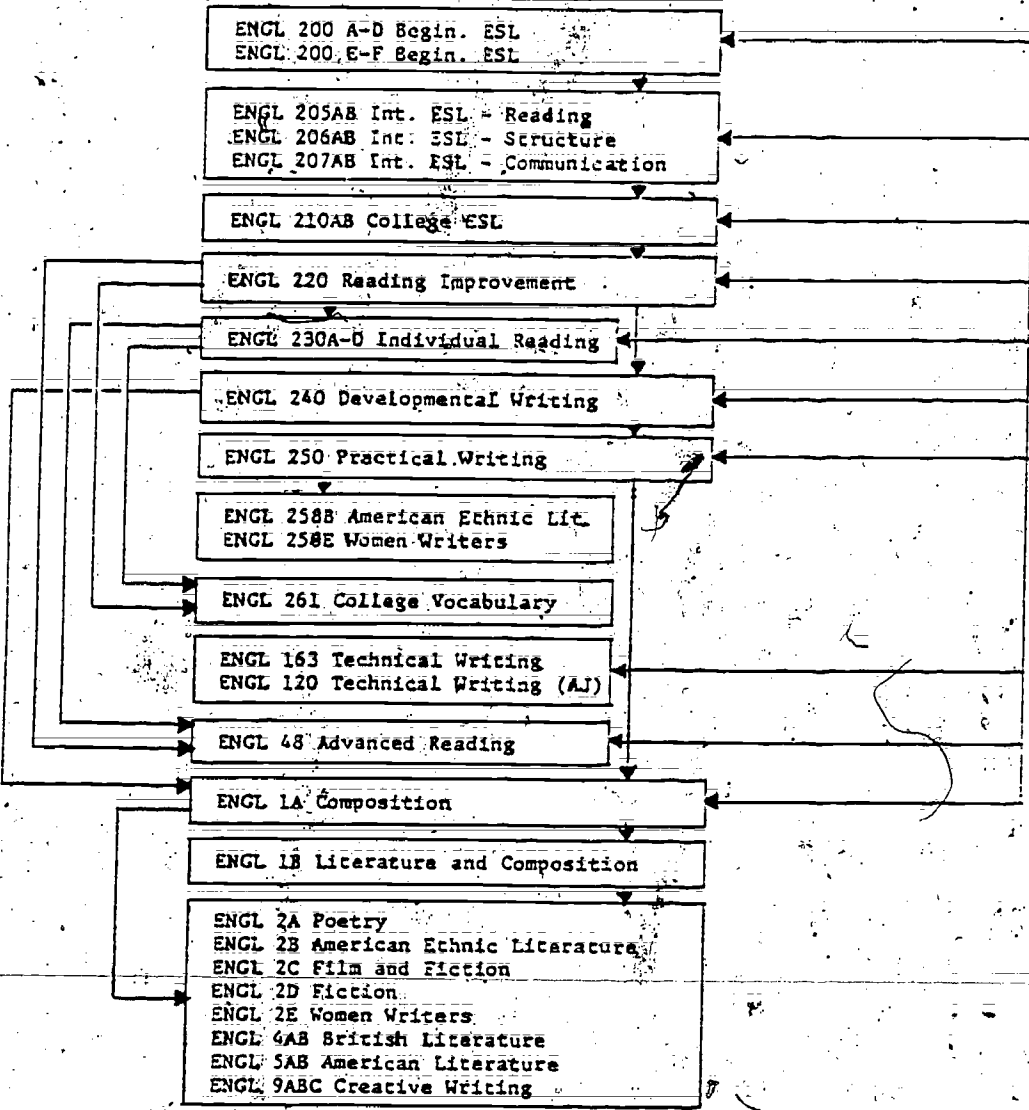 ENGL 200 A-D Begin. ESL
ENGL 200 E-F Begin. ESL
ENGL 205AB Int. ESL - Reading
ENGL 206AB Int. ESL - Structure
ENGL 207AB Int. ESL - Communication
ENGL 210AB College ESL
ENGL 220 Reading Improvement
ENGL 230A-D Individual Reading
ENGL 240 Developmental Writing
ENGL 250 Practical Writing
ENGL 258B American Ethnic Lit.
ENGL 258E Women Writers
ENGL 261 College Vocabulary
ENGL 163 Technical Writing
ENGL 120 Technical Writing (AJ)
ENGL 48 Advanced Reading
ENGL 1A Composition
ENGL 1B Literature and Composition
ENGL 2A Poetry
ENGL 2B American Ethnic Literature
ENGL 2C Film and Fiction
ENGL 2D Fiction
ENGL 2E Women Writers
ENGL 4AB British Literature
ENGL 5AB American Literature
ENGL 9ABC Creative Writing